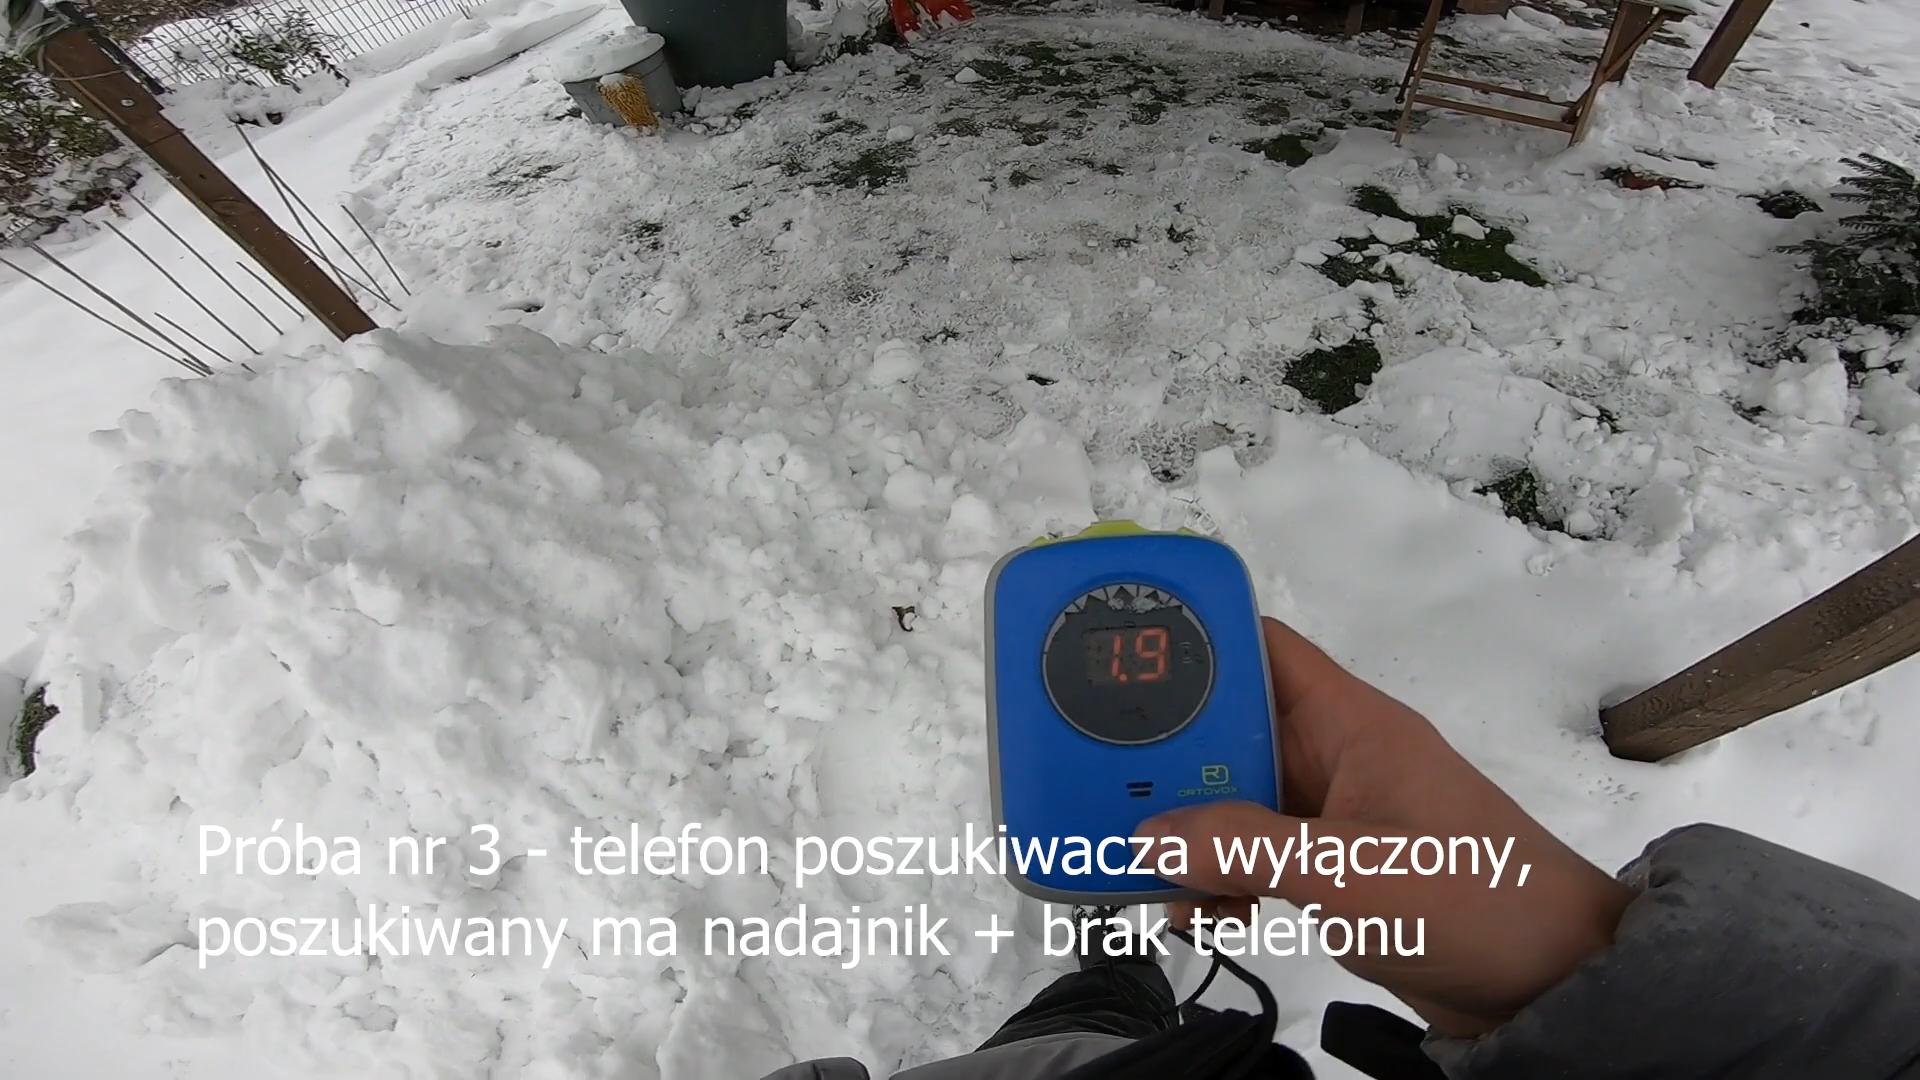 1.9
ORTOVOX
Próba nr 3 - telefon poszukiwacza wyłączony,
poszukiwany ma nadajnik + brak telefonu